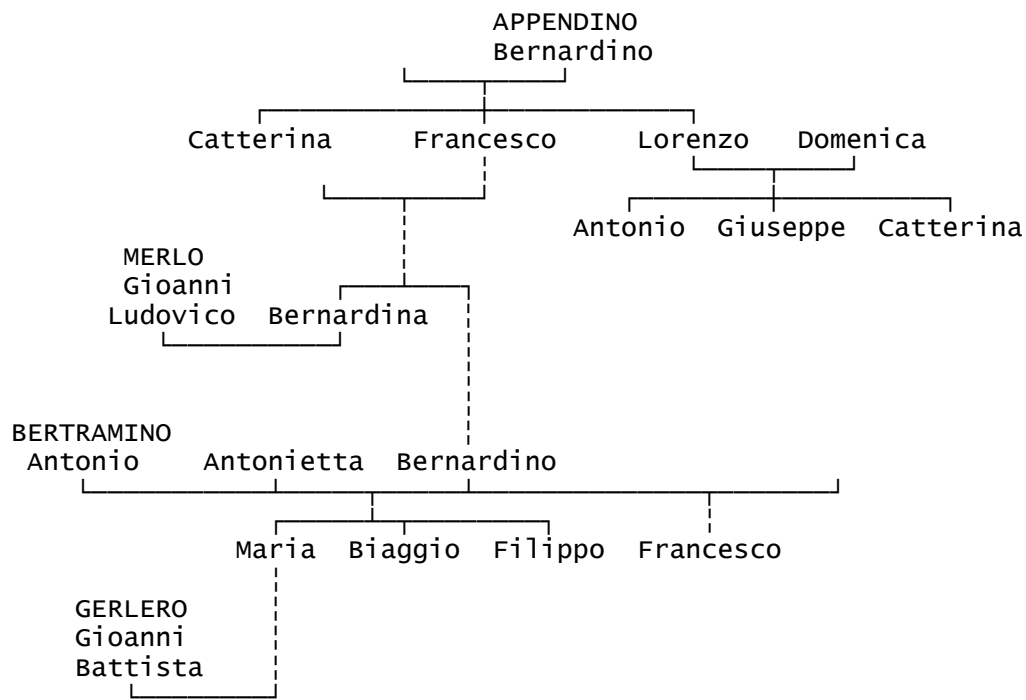 APPENDINO
Bernardino
Catterina Francesco Lorenzo Domenica
Antonio Giuseppe Catterina
MERLO
Gioanni
Ludovico Bernardina
BERTRAMINO
Antonio Antonietta Bernardino
Maria Biaggio Filippo Francesco
GERLERO
Gioanni
Battista